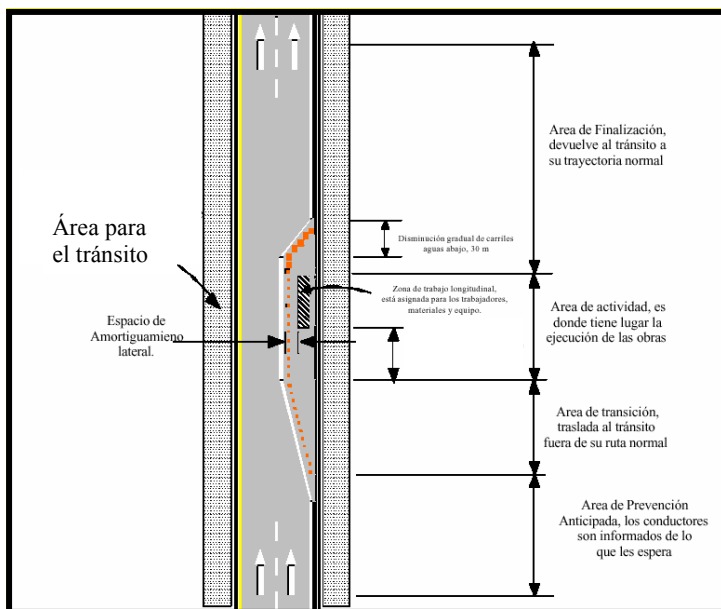 Area de Finalización,
devuelve al tránsito a
su trayectoria normal
Área para
el tránsito
Disminución gradual de carriles
aguas abajo, 30 m
Zona de trabajo longitudinal,
está asignada para los trabajadores,
materiales y equipo.
Espacio de
Amortiguamieno
lateral.
Area de actividad, es
donde tiene lugar la
ejecución de las obras
Area de transición,
traslada al tránsito
fuera de su ruta normal
Area de Prevención
Anticipada, los conductores
son informados de lo
que les espera